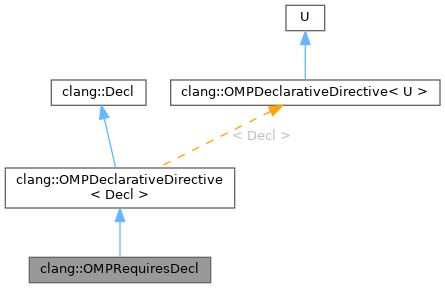 U
clang::Decl
clang::OMPDeclarativeDirective< U >
< Decl >
clang::OMPDeclarativeDirective
< Decl >
clang::OMPRequiresDecl